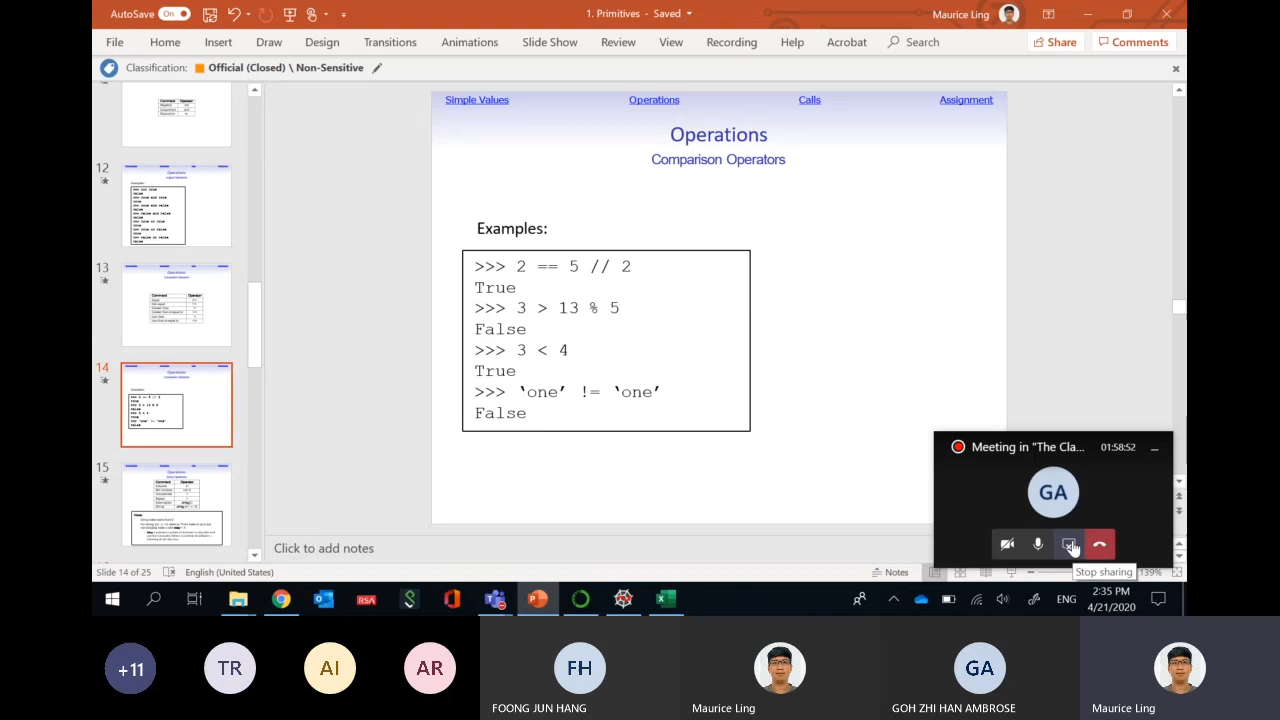 AutoSave On
1. Primitives - Saved
Maurice Ling
File Home Insert Draw Design Transitions Animations Slide Show Review View Recording Help Acrobat Search
Share
Comments
Classification: Official (Closed) \ Non-Sensitive
12
13
14
15
Simple Values Operations Calls Assignment
Operations
Comparison Operators
Examples:
>>> 2 == 5 // 2
True
>>> 3 > 13 % 5
False
>>> 3 < 4
True
>>> ‘one’ != ‘one’
False
Meeting in "The Cla... 01:58:52
GA
Stop sharing
Click to add notes
Slide 14 of 25
English (United States)
Notes
139%
RSA
ENG
2:35 PM
4/21/2020
+11
TR
AI
AR
FH
GA
FOONG JUN HANG
Maurice Ling
GOH ZHI HAN AMBROSE
Maurice Ling